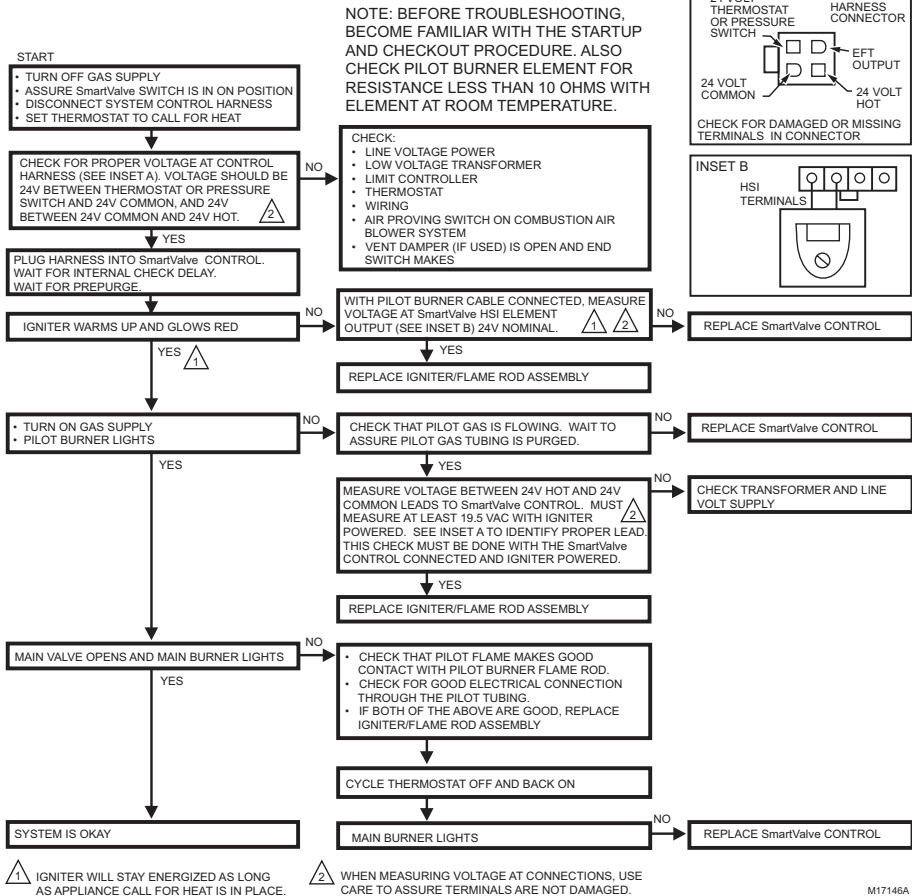 NOTE: BEFORE TROUBLESHOOTING,
BECOME FAMILIAR WITH THE STARTUP
AND CHECKOUT PROCEDURE. ALSO
CHECK PILOT BURNER ELEMENT FOR
RESISTANCE LESS THAN 10 OHMS WITH
ELEMENT AT ROOM TEMPERATURE.
THERMOSTAT
OR PRESSURE
SWITCH
HARNESS
CONNECTOR
EFT
OUTPUT
24 VOLT
COMMON
24 VOLT
HOT
CHECK FOR DAMAGED OR MISSING
TERMINALS IN CONNECTOR
INSET B
HSI
TERMINALS
START
• TURN OFF GAS SUPPLY
• ASSURE SmartValve SWITCH IS IN ON POSITION
• DISCONNECT SYSTEM CONTROL HARNESS
• SET THERMOSTAT TO CALL FOR HEAT
CHECK FOR PROPER VOLTAGE AT CONTROL
HARNESS (SEE INSET A). VOLTAGE SHOULD BE
24V BETWEEN THERMOSTAT OR PRESSURE
SWITCH AND 24V COMMON, AND 24V
BETWEEN 24V COMMON AND 24V HOT.
2
NO
CHECK:
• LINE VOLTAGE POWER
• LOW VOLTAGE TRANSFORMER
• LIMIT CONTROLLER
• THERMOSTAT
• WIRING
• AIR PROVING SWITCH ON COMBUSTION AIR
BLOWER SYSTEM
• VENT DAMPER (IF USED) IS OPEN AND END
SWITCH MAKES
YES
PLUG HARNESS INTO SmartValve CONTROL.
WAIT FOR INTERNAL CHECK DELAY.
WAIT FOR PREPURGE.
IGNITER WARMS UP AND GLOWS RED
NO
WITH PILOT BURNER CABLE CONNECTED, MEASURE
VOLTAGE AT SmartValve HSI ELEMENT
OUTPUT (SEE INSET B) 24V NOMINAL.
1
2
NO
REPLACE SmartValve CONTROL
YES
REPLACE IGNITER/FLAME ROD ASSEMBLY
YES
1
• TURN ON GAS SUPPLY
• PILOT BURNER LIGHTS
NO
CHECK THAT PILOT GAS IS FLOWING. WAIT TO
ASSURE PILOT GAS TUBING IS PURGED.
NO
REPLACE SmartValve CONTROL
YES
YES
MEASURE VOLTAGE BETWEEN 24V HOT AND 24V
COMMON LEADS TO SmartValve CONTROL. MUST
MEASURE AT LEAST 19.5 VAC WITH IGNITER
POWERED. SEE INSET A TO IDENTIFY PROPER LEAD.
THIS CHECK MUST BE DONE WITH THE SmartValve
CONTROL CONNECTED AND IGNITER POWERED.
2
NO
CHECK TRANSFORMER AND LINE
VOLT SUPPLY
YES
REPLACE IGNITER/FLAME ROD ASSEMBLY
MAIN VALVE OPENS AND MAIN BURNER LIGHTS
NO
• CHECK THAT PILOT FLAME MAKES GOOD
CONTACT WITH PILOT BURNER FLAME ROD.
• CHECK FOR GOOD ELECTRICAL CONNECTION
THROUGH THE PILOT TUBING.
• IF BOTH OF THE ABOVE ARE GOOD, REPLACE
IGNITER/FLAME ROD ASSEMBLY
YES
CYCLE THERMOSTAT OFF AND BACK ON
SYSTEM IS OKAY
MAIN BURNER LIGHTS
NO
REPLACE SmartValve CONTROL
1 IGNITER WILL STAY ENERGIZED AS LONG
AS APPLIANCE CALL FOR HEAT IS IN PLACE.
2 WHEN MEASURING VOLTAGE AT CONNECTIONS, USE
CARE TO ASSURE TERMINALS ARE NOT DAMAGED.
M17146A